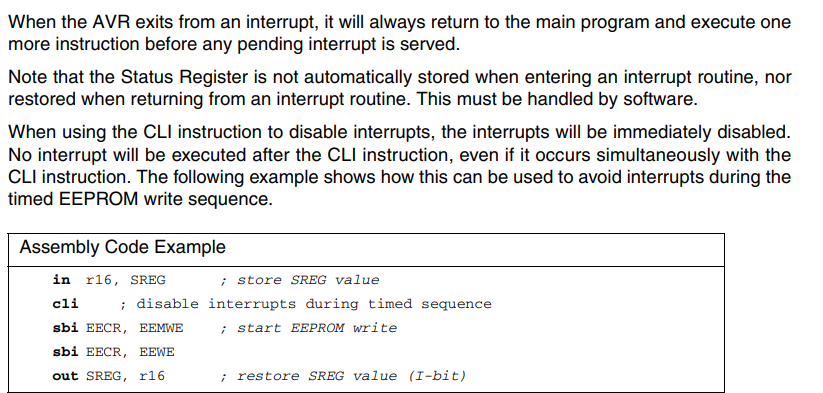 When the AVR exits from an interrupt, it will always return to the main program and execute one
more instruction before any pending interrupt is served.
Note that the Status Register is not automatically stored when entering an interrupt routine, nor
restored when returning from an interrupt routine. This must be handled by software.
When using the CLI instruction to disable interrupts, the interrupts will be immediately disabled.
No interrupt will be executed after the CLI instruction, even if it occurs simultaneously with the
CLI instruction. The following example shows how this can be used to avoid interrupts during the
timed EEPROM write sequence.
Assembly Code Example
in r16, SREG ; store SREG value
cli ; disable interrupts during timed sequence
sbi EECR, EEMWE ; start EEPROM write
sbi EECR, EEWE
out SREG, r16 ; restore SREG value (I-bit)